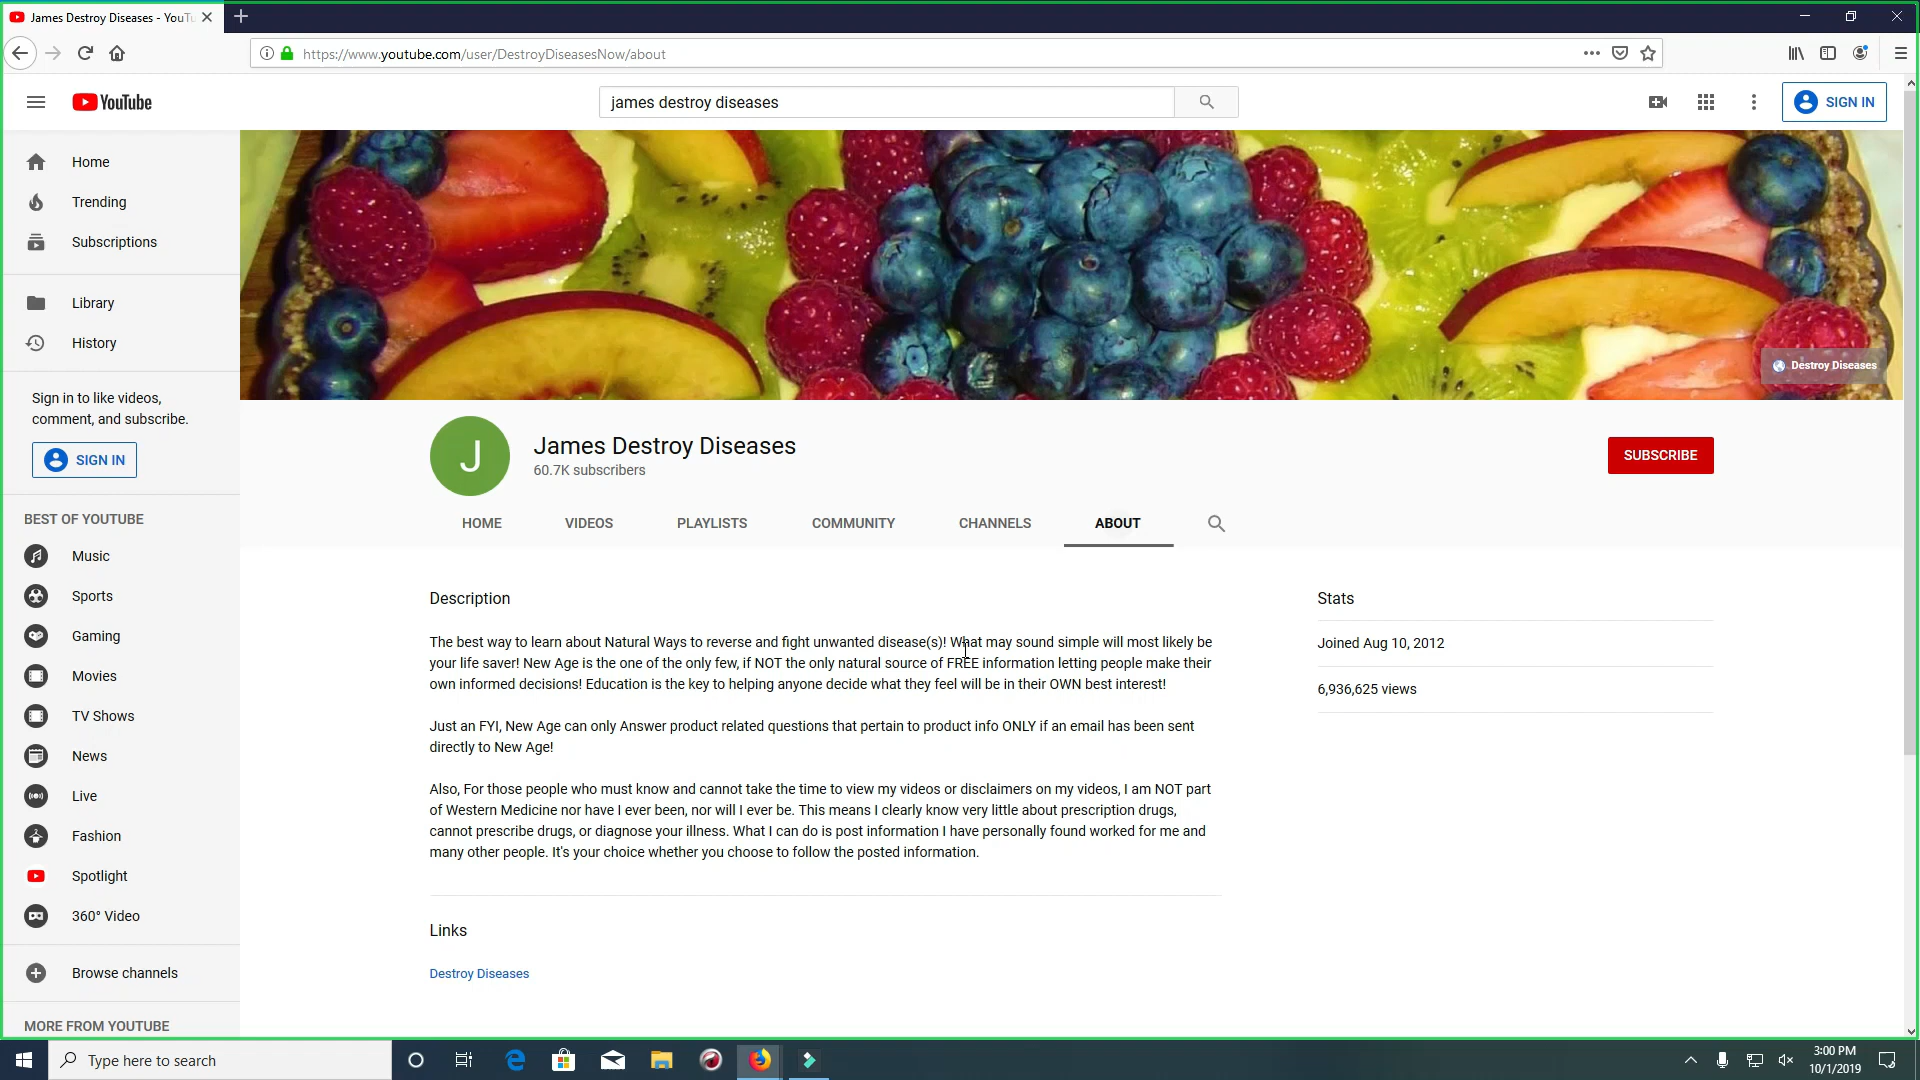 James Destroy Diseases - YouTu
https://www.youtube.com/user/DestroyDiseasesNow/about
YouTube
james destroy diseases
SIGN IN
Home
Trending
Subscriptions
Library
History
Sign in to like videos,
comment, and subscribe.
SIGN IN
BEST OF YOUTUBE
Music
Sports
Gaming
Movies
TV Shows
News
Live
Fashion
Spotlight
360° Video
Browse channels
MORE FROM YOUTUBE
Destroy Diseases
J
James Destroy Diseases
60.7K subscribers
SUBSCRIBE
HOME VIDEOS PLAYLISTS COMMUNITY CHANNELS ABOUT
Description
The best way to learn about Natural Ways to reverse and fight unwanted disease(s)! What may sound simple will most likely be
your life saver! New Age is the one of the only few, if NOT the only natural source of FREE information letting people make their
own informed decisions! Education is the key to helping anyone decide what they feel will be in their OWN best interest!
Just an FYI, New Age can only Answer product related questions that pertain to product info ONLY if an email has been sent
directly to New Age!
Also, For those people who must know and cannot take the time to view my videos or disclaimers on my videos, I am NOT part
of Western Medicine nor have I ever been, nor will I ever be. This means I clearly know very little about prescription drugs,
cannot prescribe drugs, or diagnose your illness. What I can do is post information I have personally found worked for me and
many other people. It's your choice whether you choose to follow the posted information.
Links
Destroy Diseases
Stats
Joined Aug 10, 2012
6,936,625 views
Type here to search
3:00 PM
10/1/2019